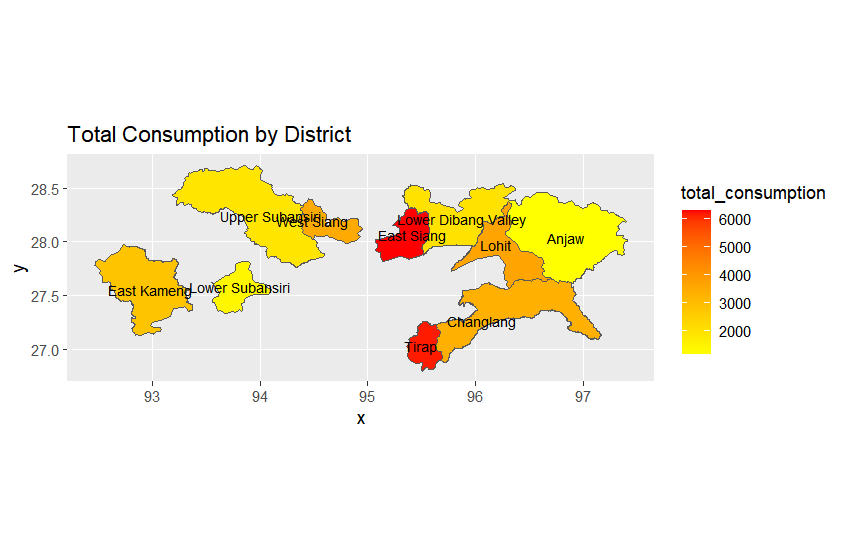 Total Consumption by District
total_consumption
6000
5000
4000
3000
2000
28.5
28.0
27.5
27.0
y
Upper Subansiri
West Siang
Lower Dibang Valley
East Siang
Lohit
Anjaw
East Kameng
Lower Subansiri
Changlang
Tirap
93
94
95
96
97
x